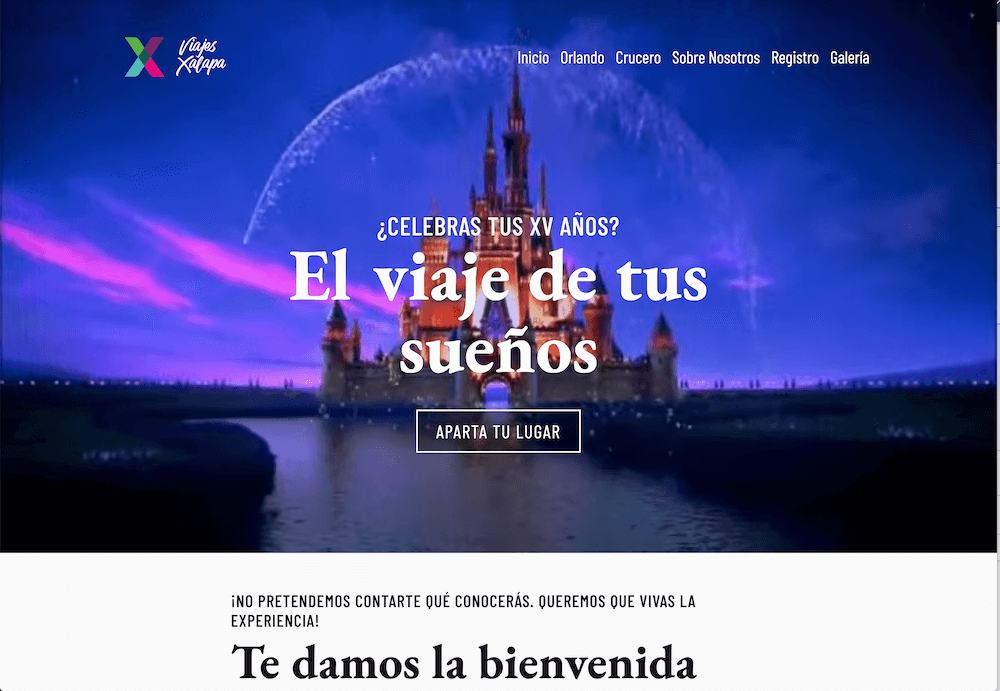 Viajes
Xalapa
Inicio Orlando Crucero Sobre Nosotros Registro Galería
¿CELEBRAS TUS XV AÑOS?
El viaje de tus
sueños
APARTA TU LUGAR
¡NO PRETENDEMOS CONTARTE QUÉ CONOCERÁS. QUEREMOS QUE VIVAS LA
EXPERIENCIA!
Te damos la bienvenida